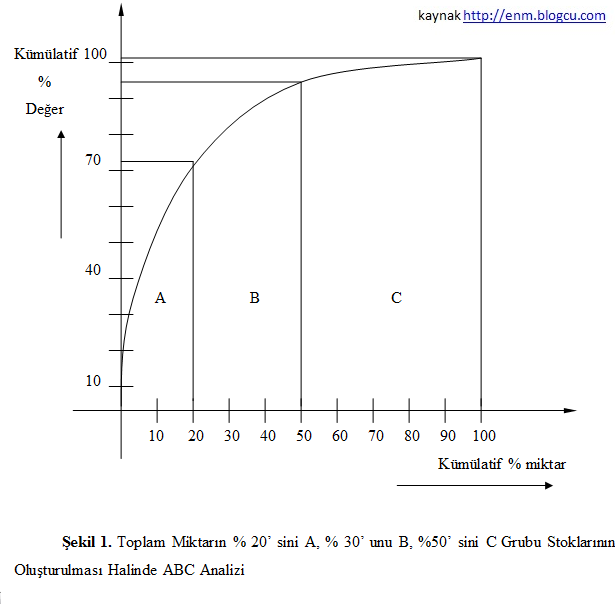 kaynak http://enm.blogcu.com
Kümülatif 100
%
Değer
70
40
10
A B C
10 20 30 40 50 60 70 80 90 100
Kümülatif % miktar
Şekil 1. Toplam Miktarın % 20’ sini A, % 30’ unu B, %50’ sini C Grubu Stoklarının
Oluşturulması Halinde ABC Analizi